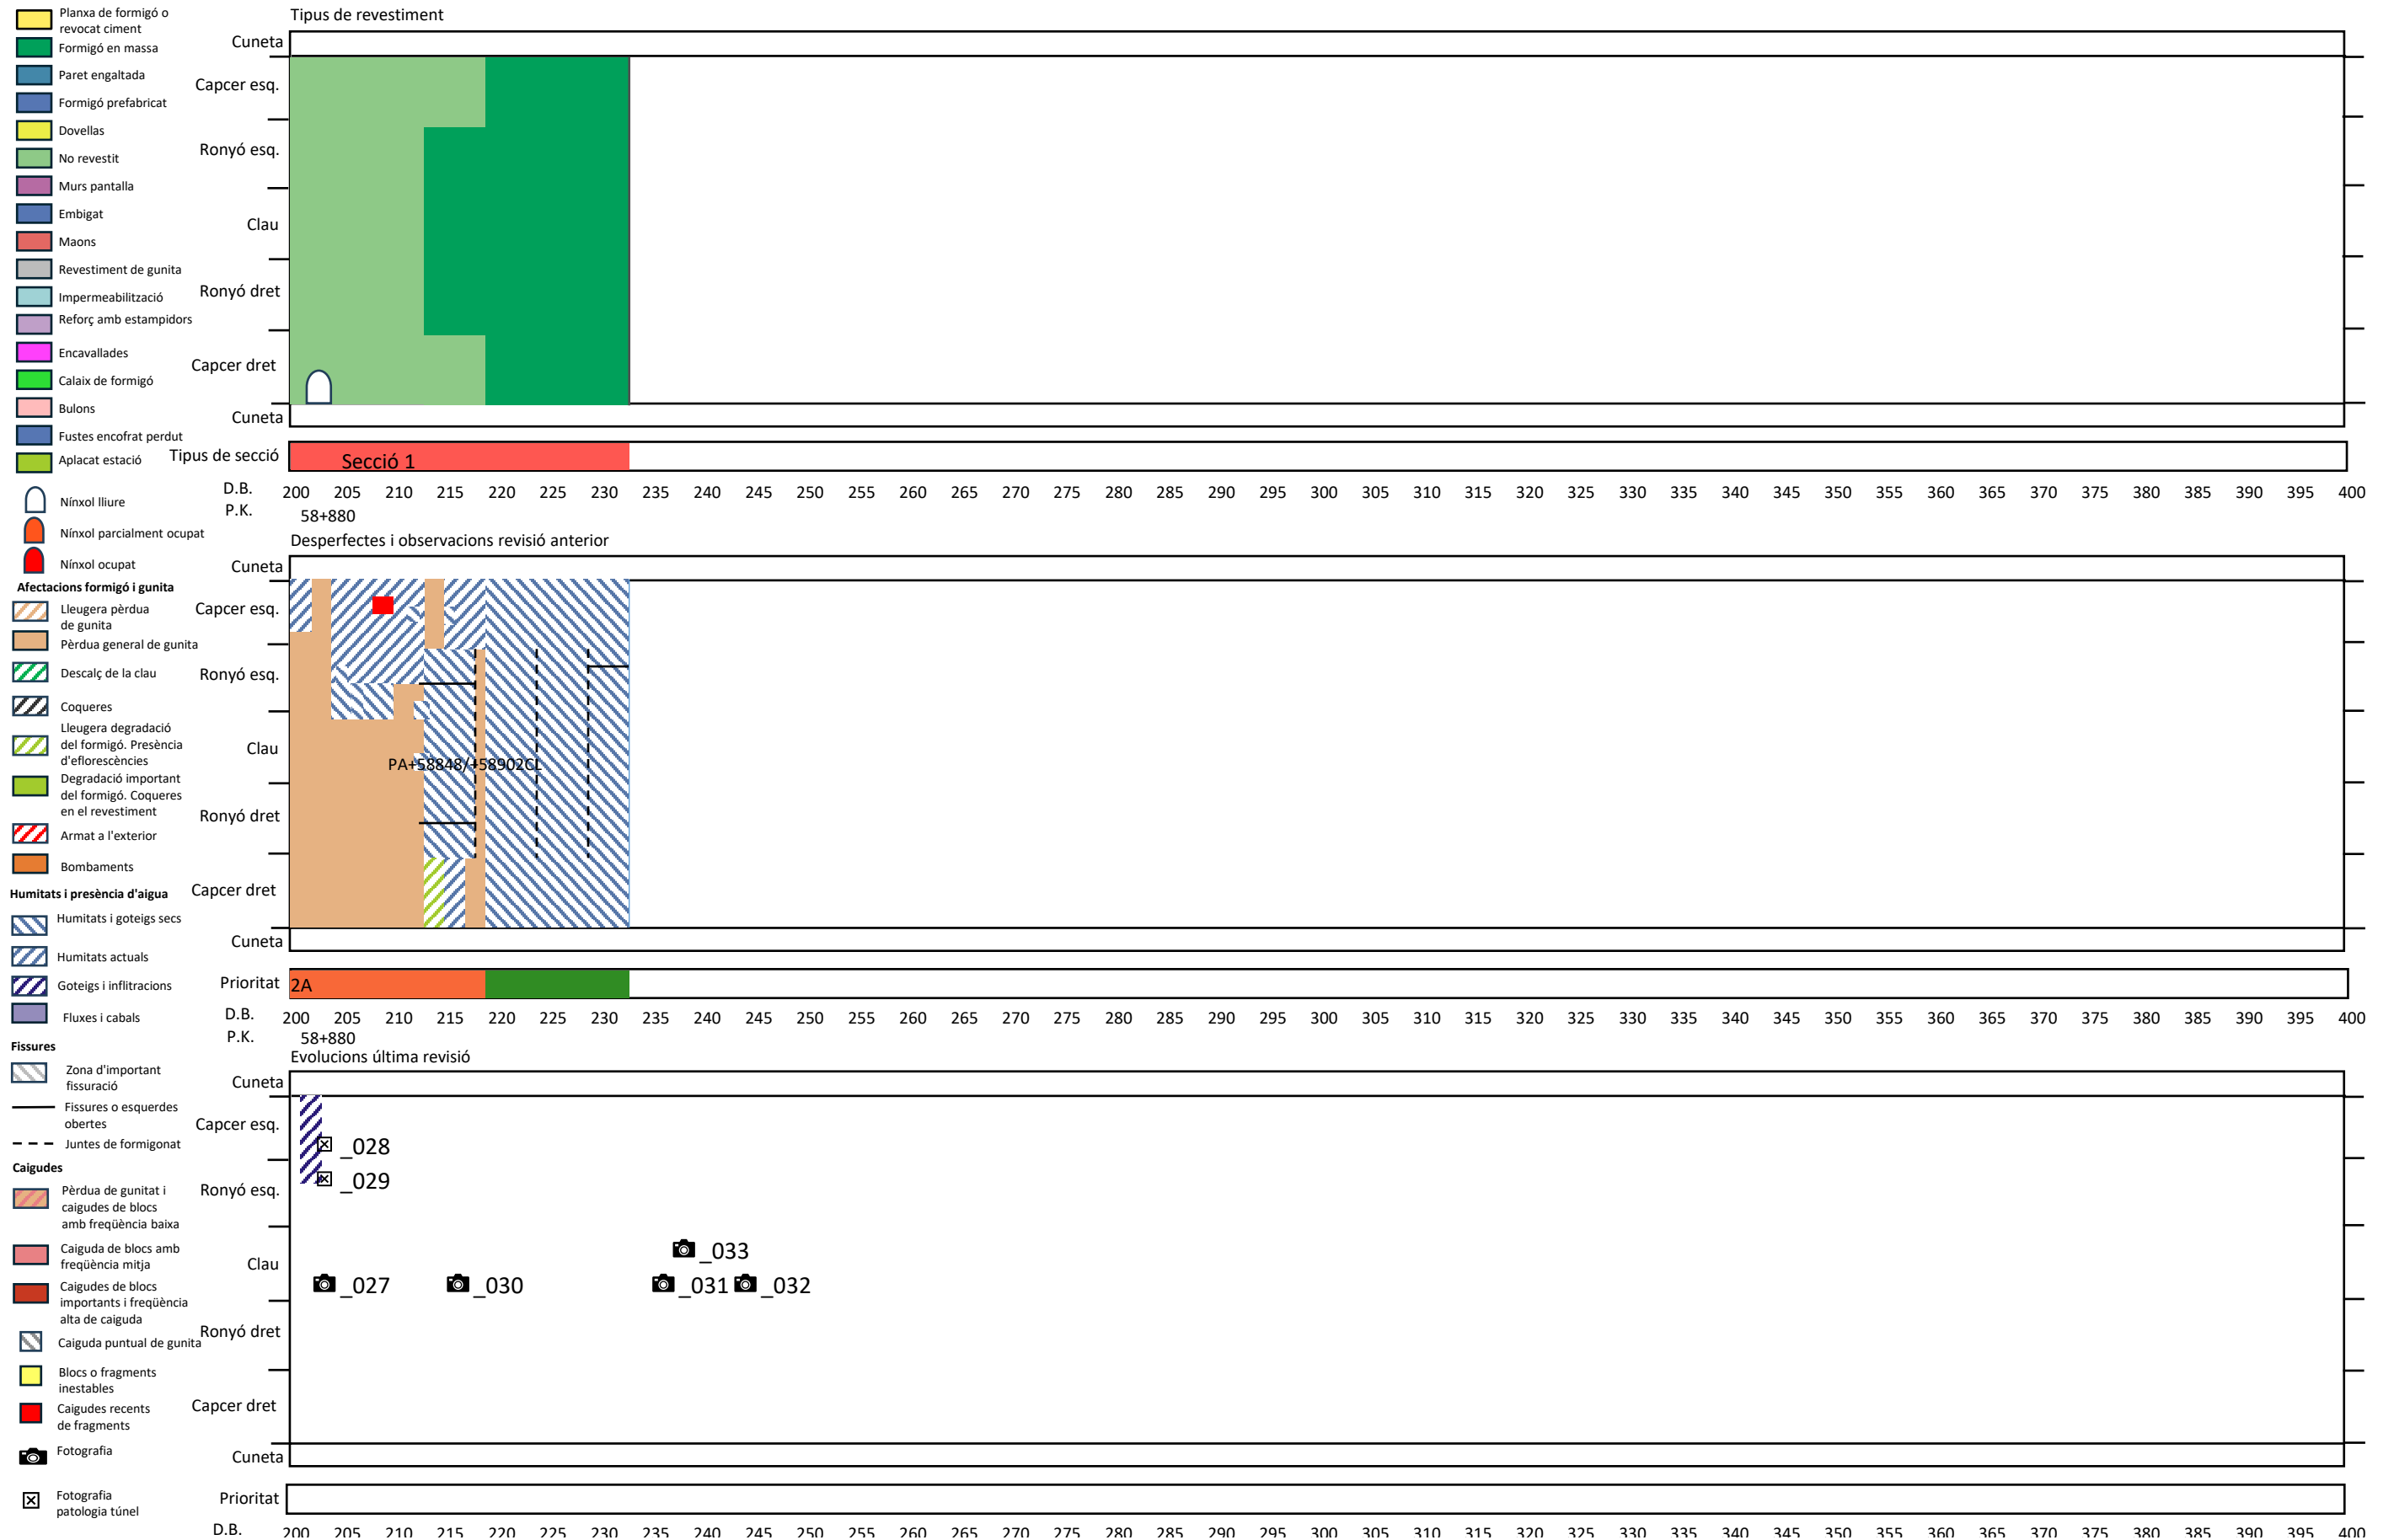 Planxa de formigó o
revocat ciment
Formigó en massa
Paret engaltada
Formigó prefabricat
Dovellas
No revestit
Murs pantalla
Embigat
Maons
Revestiment de gunita
Impermeabilització
Reforç amb estampidors
Encavallades
Calaix de formigó
Bulons
Fustes encofrat perdut
Aplacat estació
Nínxol lliure
Nínxol parcialment ocupat
Nínxol ocupat
Afectacions formigó i gunita
Lleugera pèrdua
de gunita
Pèrdua general de gunita
Descalç de la clau
Coqueres
Lleugera degradació
del formigó. Presència
d'eflorescències
Degradació important
del formigó. Coqueres
en el revestiment
Armat a l'exterior
Bombaments
Humitats i presència d'aigua
Humitats i goteigs secs
Humitats actuals
Goteigs i inflitracions
Fluxes i cabals
Fissures
Zona d'important
fissuració
Fissures o esquerdes
obertes
Juntes de formigonat
Caigudes
Pèrdua de gunitat i
caigudes de blocs
amb freqüència baixa
Caiguda de blocs amb
freqüència mitja
Caigudes de blocs
importants i freqüència
alta de caiguda
Caiguda puntual de gunita
Blocs o fragments
inestables
Caigudes recents
de fragments
Fotografia
Fotografia
patologia túnel
Tipus de revestiment
Cuneta
Capcer esq.
Ronyó esq.
Clau
Ronyó dret
Capcer dret
Cuneta
Tipus de secció Secció 1
D.B. 200 205 210 215 220 225 230 235 240 245 250 255 260 265 270 275 280 285 290 295 300 305 310 315 320 325 330 335 340 345 350 355 360 365 370 375 380 385 390 395 400
P.K. 58+880
Desperfectes i observacions revisió anterior
Cuneta
Capcer esq.
Ronyó esq.
Clau
PA+58848/+58902CL
Ronyó dret
Capcer dret
Cuneta
Prioritat 2A
D.B. 200 205 210 215 220 225 230 235 240 245 250 255 260 265 270 275 280 285 290 295 300 305 310 315 320 325 330 335 340 345 350 355 360 365 370 375 380 385 390 395 400
P.K. 58+880
Evolucions última revisió
Cuneta
Capcer esq. _028
Ronyó esq. _029
_033
Clau
_027 _030 _031 _032
Ronyó dret
Capcer dret
Cuneta
Prioritat
D.B. 200 205 210 215 220 225 230 235 240 245 250 255 260 265 270 275 280 285 290 295 300 305 310 315 320 325 330 335 340 345 350 355 360 365 370 375 380 385 390 395 400